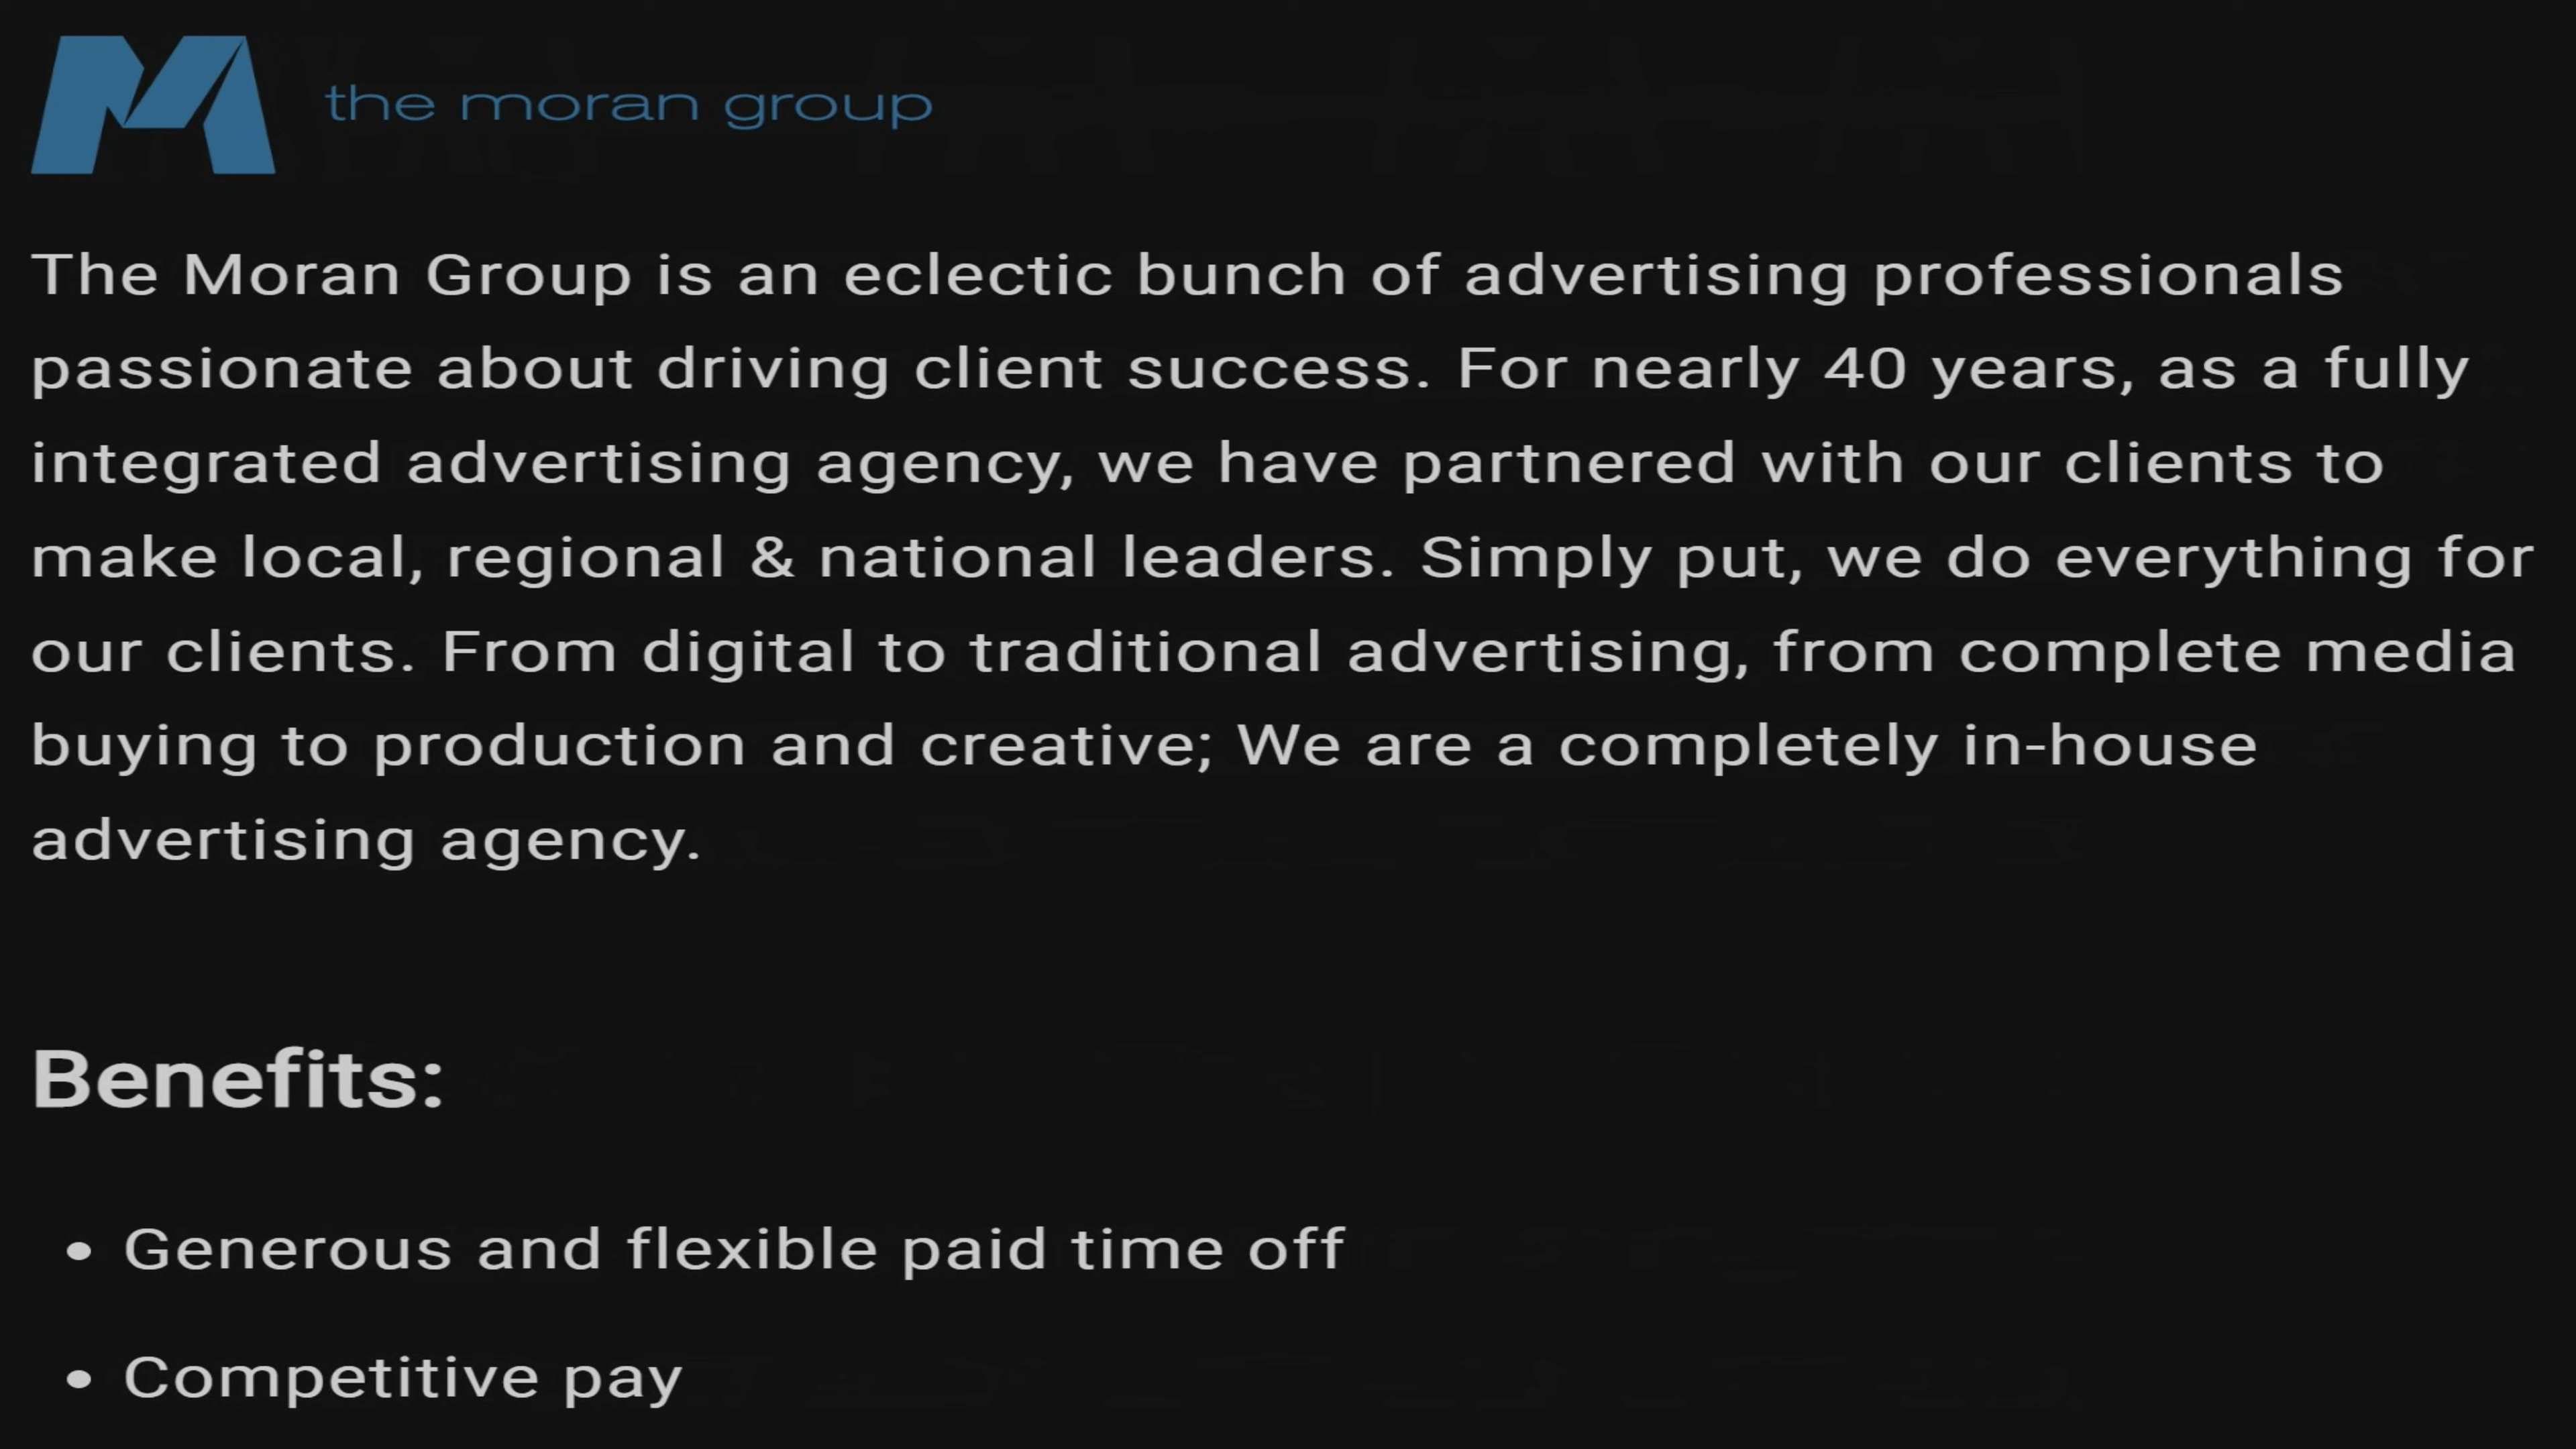 the moran group
The Moran Group is an eclectic bunch of advertising professionals
passionate about driving client success. For nearly 40 years, as a fully
integrated advertising agency, we have partnered with our clients to
make local, regional & national leaders. Simply put, we do everything for
our clients. From digital to traditional advertising, from complete media
buying to production and creative; We are a completely in-house
advertising agency.
Benefits:
• Generous and flexible paid time off
• Competitive pay